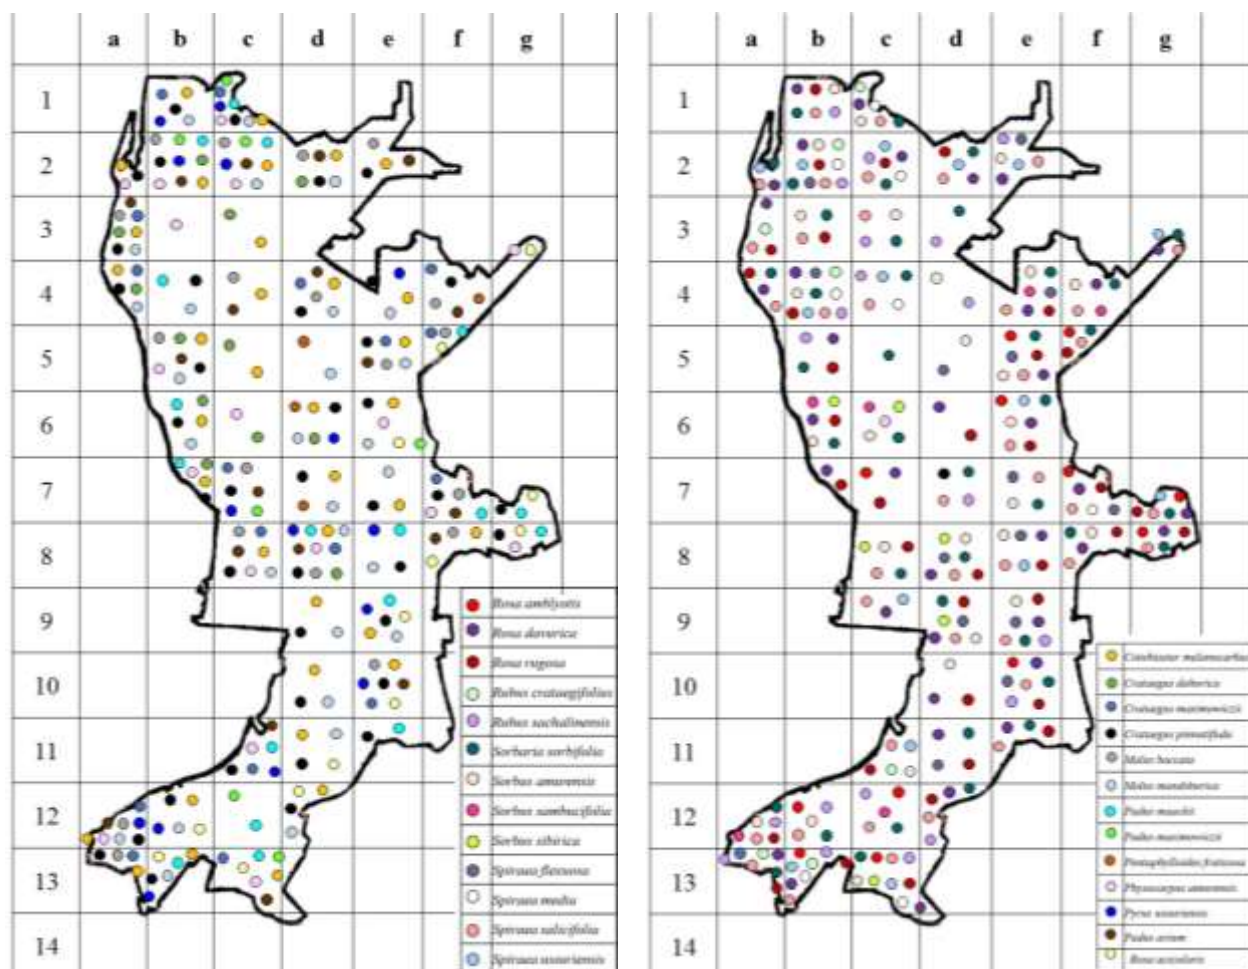 a b c d e f g
1
2
3
4
5
6
7
8
9
10
11
12
13
14
Rosa amblyotis
Rosa davurica
Rosa rugosa
Rubus crataegifolius
Rubus sachalinensis
Sorbaria sorbifolia
Sorbus amurensis
Sorbus sambucifolia
Sorbus sibirica
Spiraea flexuosa
Spiraea media
Spiraea salicifolia
Spiraea ussuriensis
a b c d e f g
1
2
3
4
5
6
7
8
9
10
11
12
13
14
Crataegus dahurica
Crataegus maximowiczii
Crataegus pinnatifida
Malus baccata
Malus mandshurica
Padus maackii
Padus maximowiczii
Pentaphylloides fruticosa
Physocarpus amurensis
Pyrus ussuriensis
Padus avium
Rosa acicularis